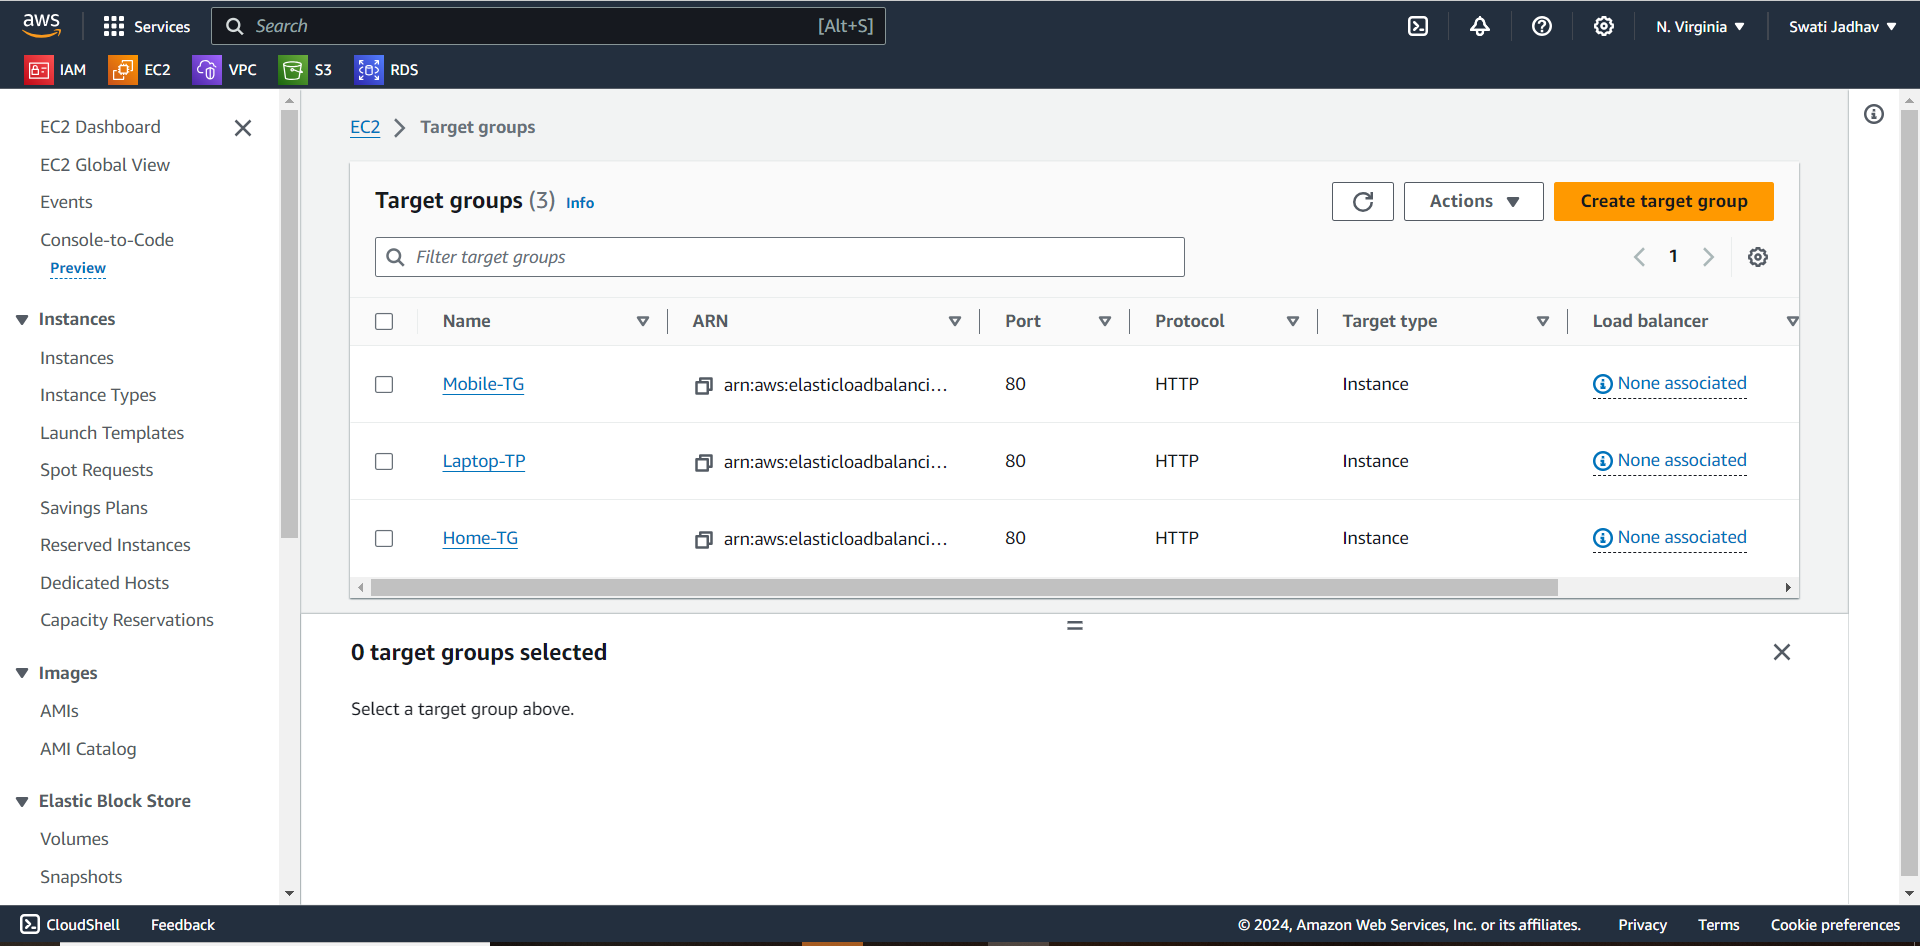 aws Services Search [Alt+S] N. Virginia Swati Jadhav
IAM EC2 VPC S3 RDS
EC2 Dashboard
EC2 Global View
Events
Console-to-Code
Preview
Instances
Instances
Instance Types
Launch Templates
Spot Requests
Savings Plans
Reserved Instances
Dedicated Hosts
Capacity Reservations
Images
AMIs
AMI Catalog
Elastic Block Store
Volumes
Snapshots
EC2 Target groups
Target groups (3) Info Actions Create target group
Filter target groups 1
Name ARN Port Protocol Target type Load balancer
Mobile-TG arn:aws:elasticloadbalanci... 80 HTTP Instance None associated
Laptop-TP arn:aws:elasticloadbalanci... 80 HTTP Instance None associated
Home-TG arn:aws:elasticloadbalanci... 80 HTTP Instance None associated
0 target groups selected
Select a target group above.
CloudShell Feedback © 2024, Amazon Web Services, Inc. or its affiliates. Privacy Terms Cookie preferences